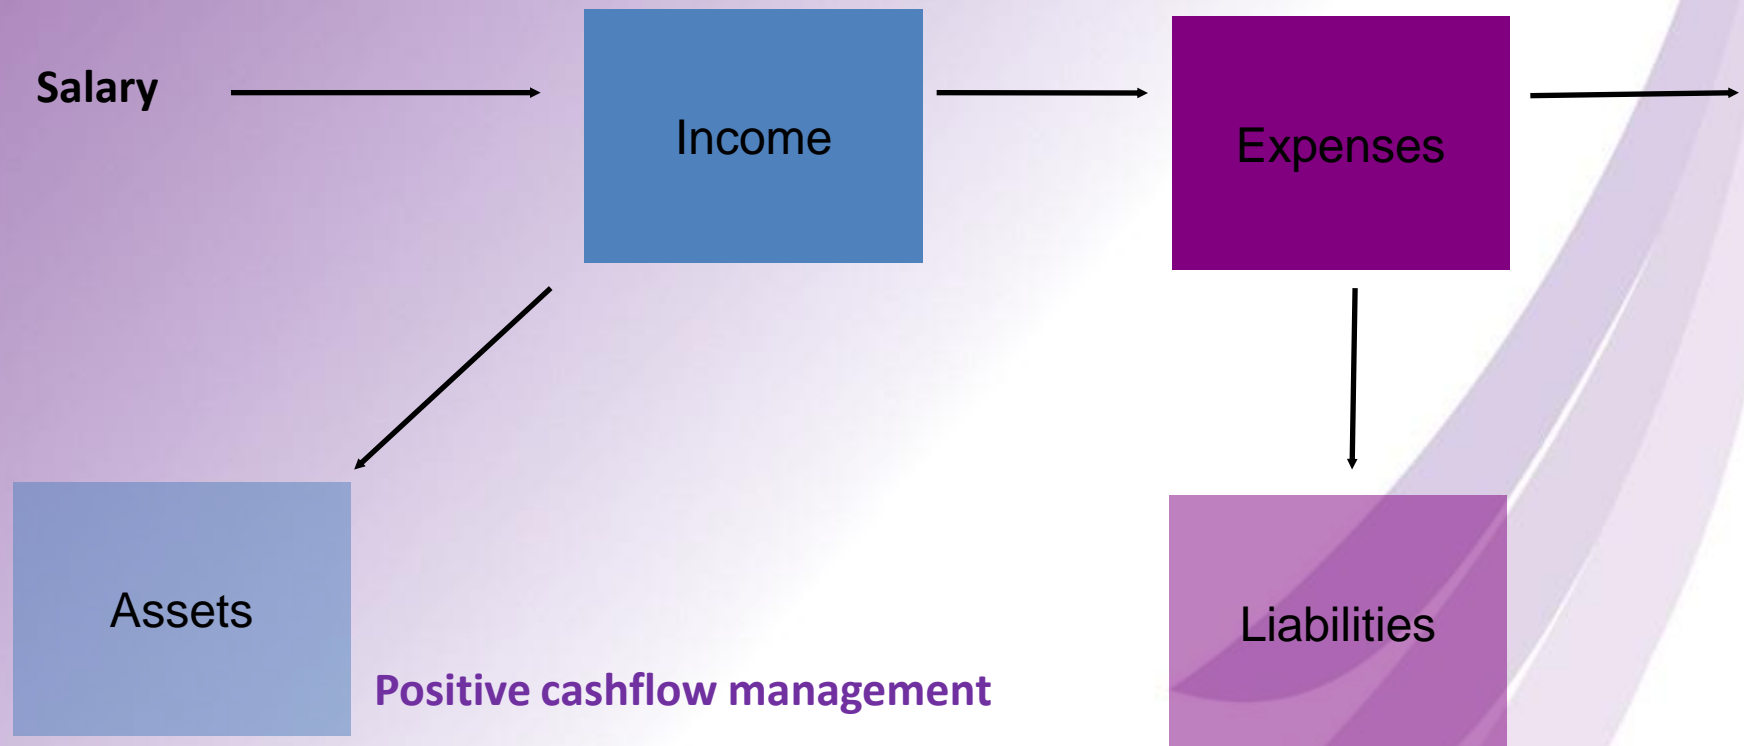 Salary
Income
Expenses
Assets
Liabilities
Positive cashflow management